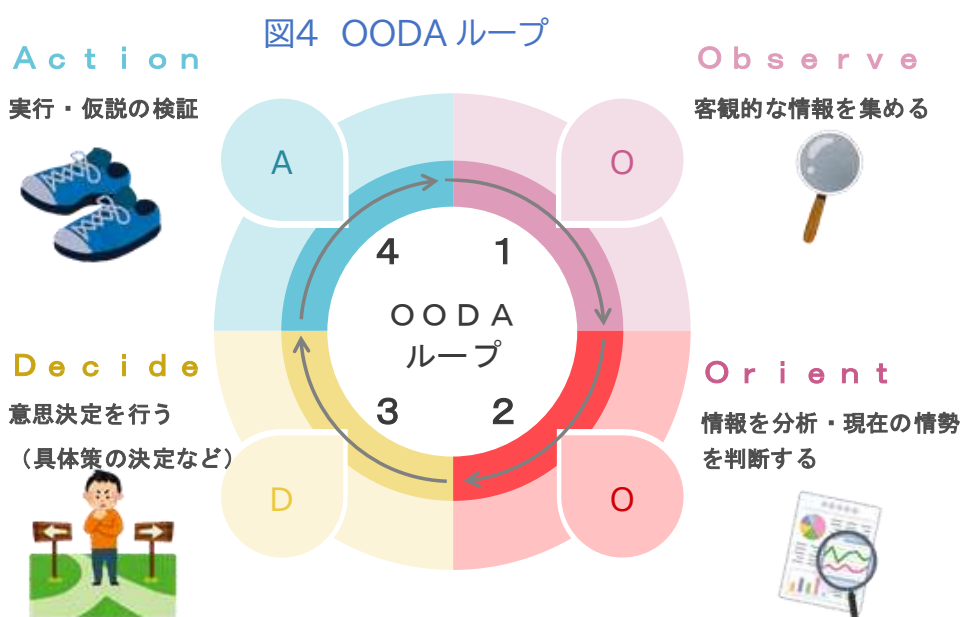 図4 OODA ループ
Action
実行・仮説の検証
Observe
客観的な情報を集める
A
O
4
1
OODA
ループ
3
2
Decide
意思決定を行う
（具体策の決定など）
Orient
情報を分析・現在の情勢
を判断する
D
O